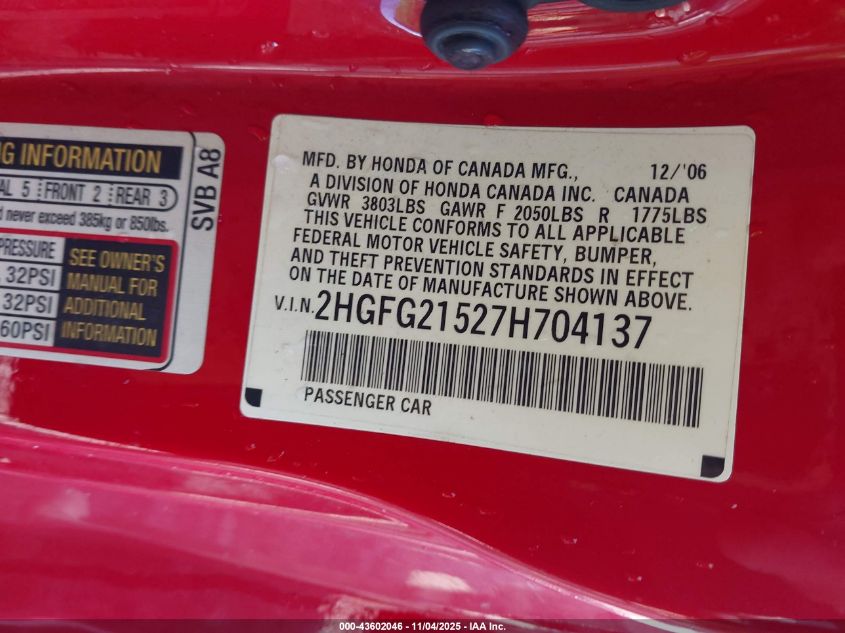 NG INFORMATION
AL 5 FRONT 2 REAR 3
d never exceed 385kg or 850lbs.
PRESSURE
32PSI
32PSI
60PSI
SEE OWNER'S
MANUAL FOR
ADDITIONAL
INFORMATION
SVB A8
MFD. BY HONDA OF CANADA MFG., 12/'06
A DIVISION OF HONDA CANADA INC. CANADA
GVWR 3803LBS GAWR F 2050LBS R 1775LBS
THIS VEHICLE CONFORMS TO ALL APPLICABLE
FEDERAL MOTOR VEHICLE SAFETY, BUMPER,
AND THEFT PREVENTION STANDARDS IN EFFECT
ON THE DATE OF MANUFACTURE SHOWN ABOVE.
V.I.N. 2HGFG21527H704137
PASSENGER CAR
000-43602046 - 11/04/2025 - IAA Inc.